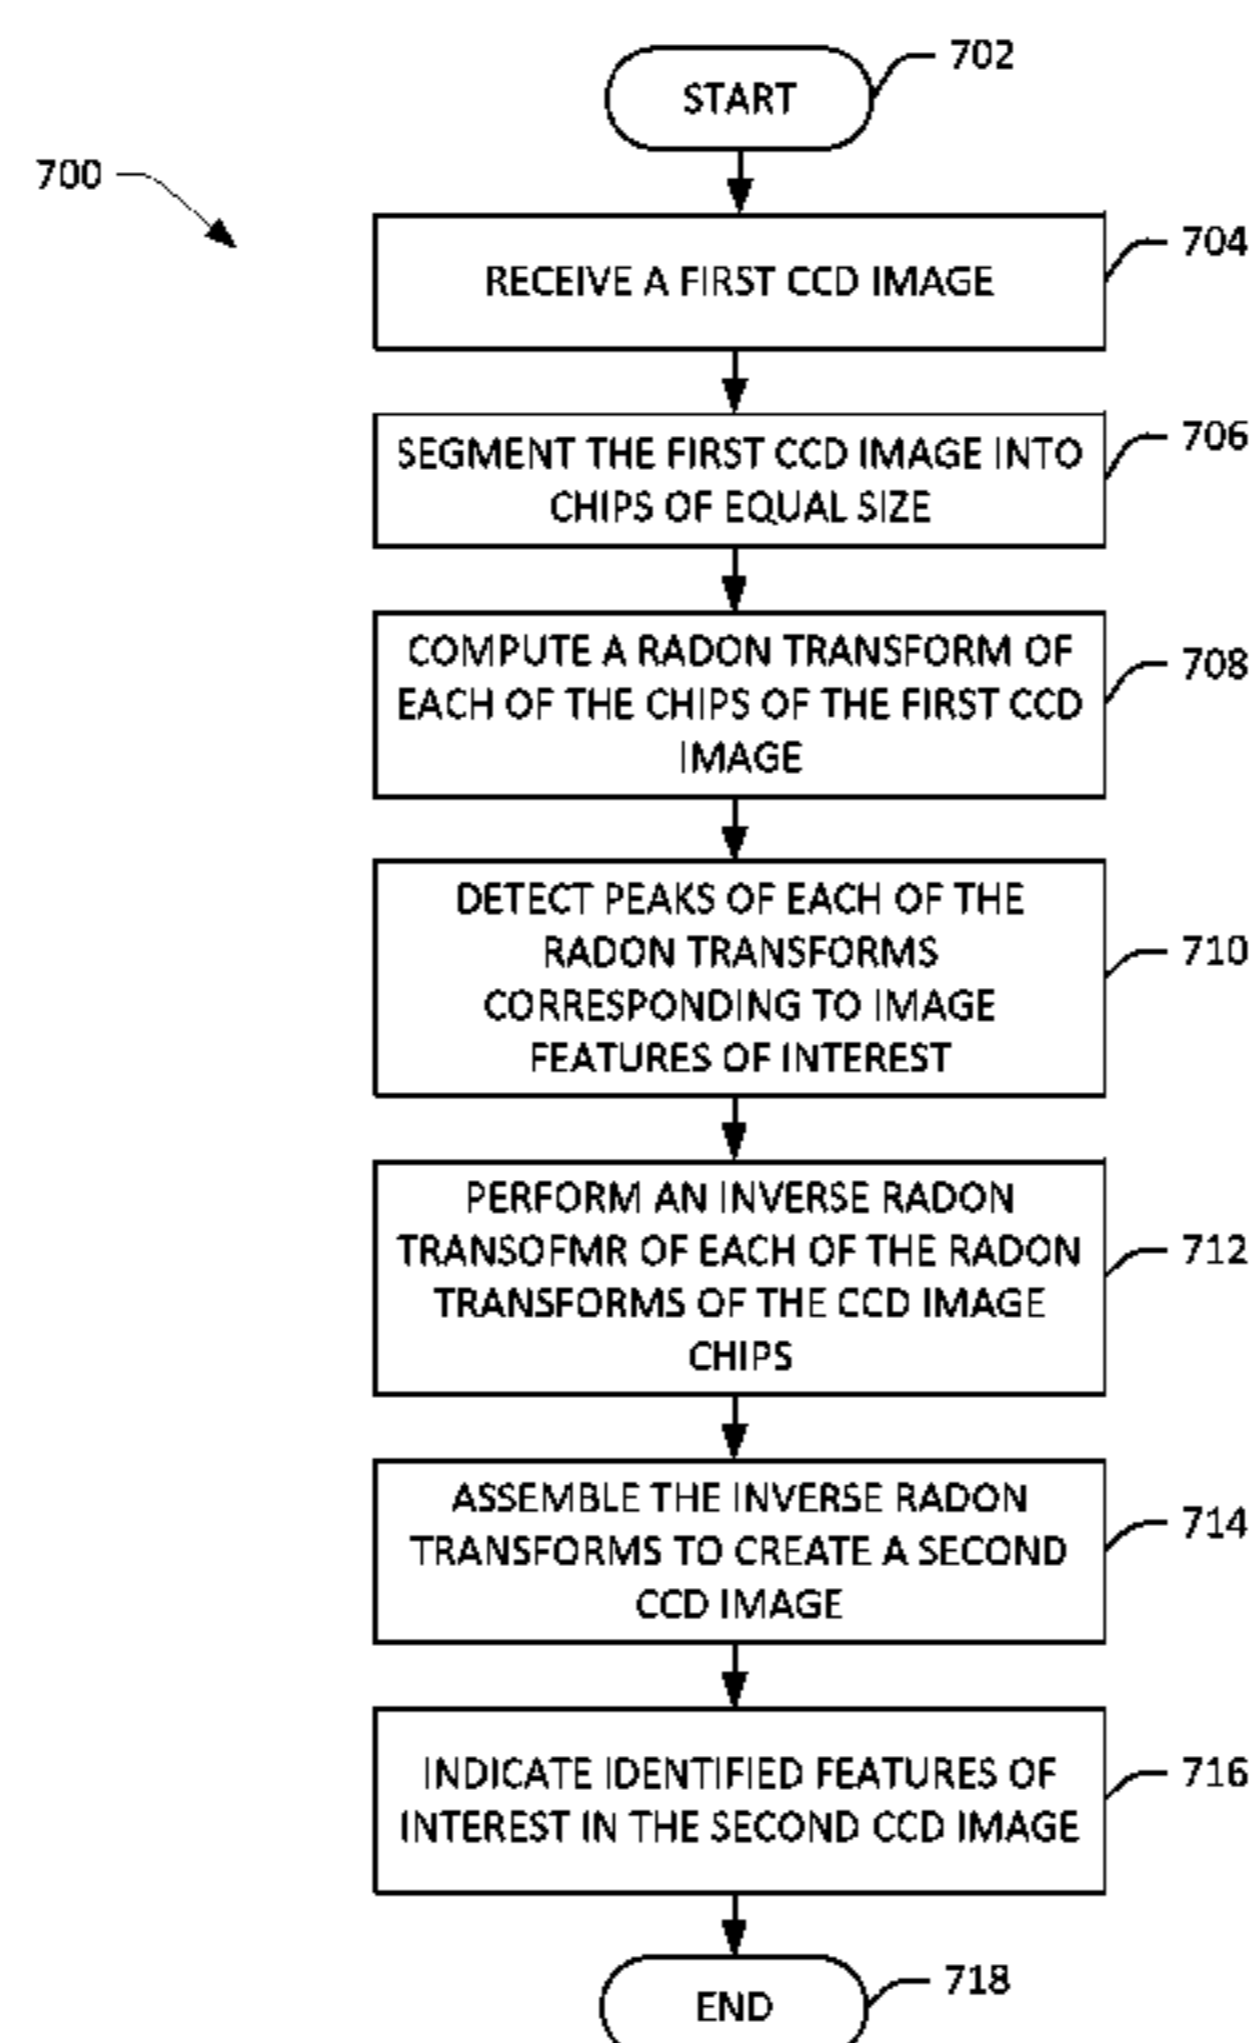 702
START
700
704
RECEIVE A FIRST CCD IMAGE
706
SEGMENT THE FIRST CCD IMAGE INTO
CHIPS OF EQUAL SIZE
COMPUTE A RADON TRANSFORM OF
708
EACH OF THE CHIPS OF THE FIRST CCD
IMAGE
DETECT PEAKS OF EACH OF THE
RADON TRANSFORMS
710
CORRESPONDING TO IMAGE
FEATURES OF INTEREST
PERFORM AN INVERSE RADON
TRANSOFMR OF EACH OF THE RADON
712
TRANSFORMS OF THE CCD IMAGE
CHIPS
ASSEMBLE THE INVERSE RADON
714
TRANSFORMS TO CREATE A SECOND
CCD IMAGE
INDICATE IDENTIFIED FEATURES OF
716
INTEREST IN THE SECOND CCD IMAGE
718
END